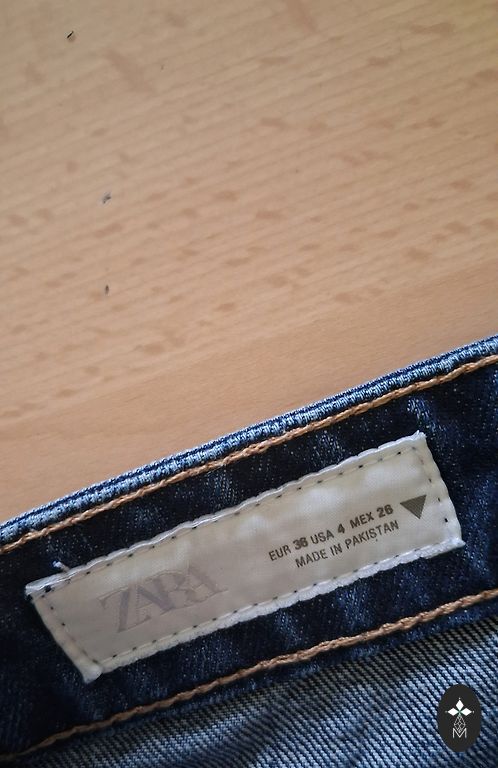 ZARA
EUR 36 USA 4 MEX 26
MADE IN PAKISTAN